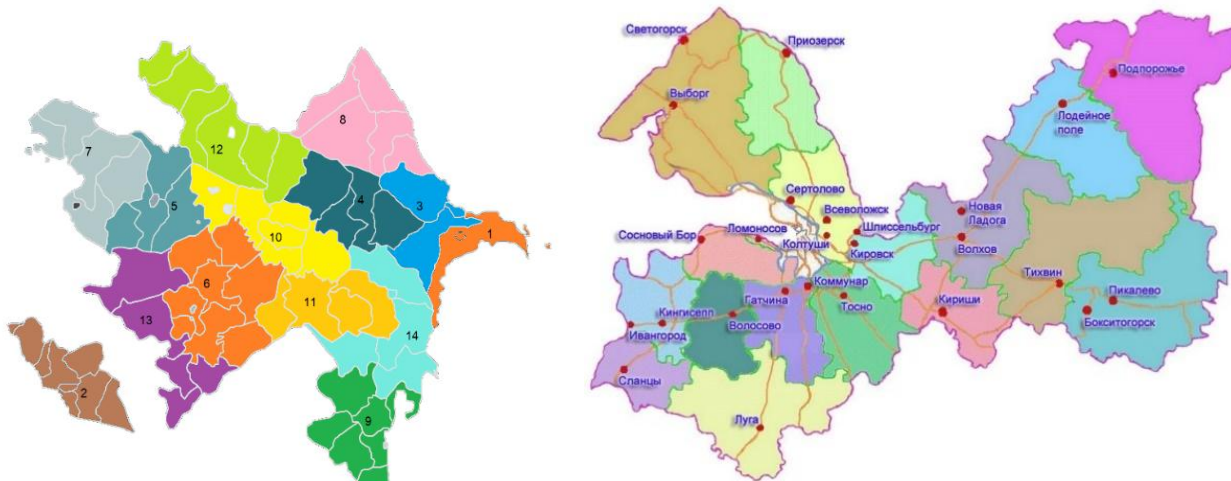 8
7
12
5
4
3
1
10
6
11
13
14
2
9
Светогорск
Приозерск
Подпорожье
Выборг
Лодейное
поле
Сертолово
Всеволожск
Новая
Ладога
Шлиссельбург
Сосновый Бор
Ломоносов
Колтуши
Кировск
Волхов
Коммунар
Тихвин
Гатчина
Пикалево
Кингисепп
Тосно
Кириши
Бокситогорск
Волосово
Ивангород
Сланцы
Луга